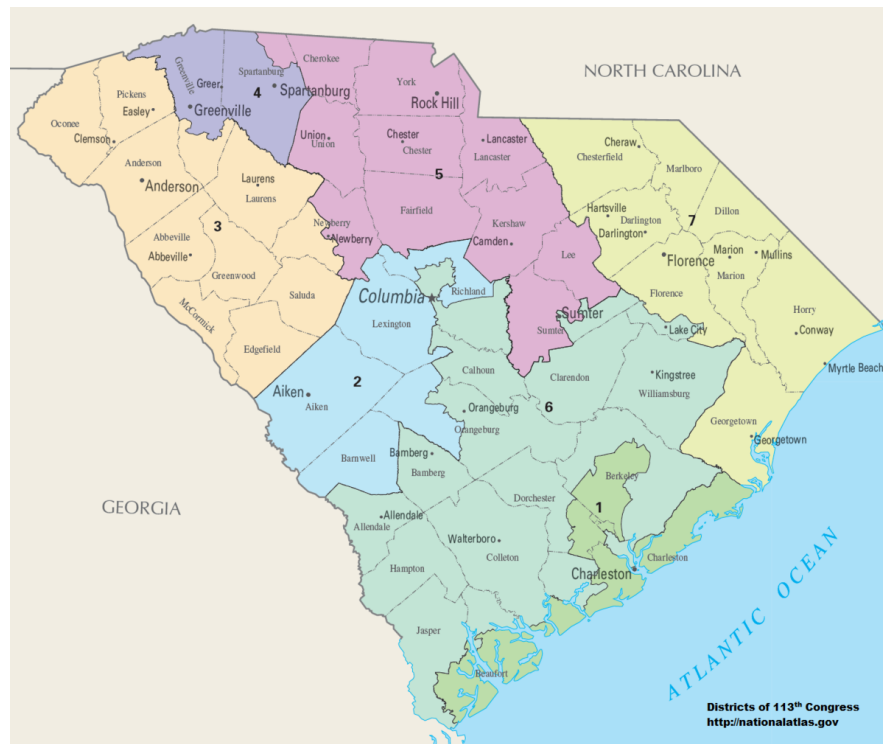 NORTH CAROLINA
Cherokee
Greenville
Spartanburg
York
Greer
4
Spartanburg
Pickens
Rock Hill
Greenville
Easley
Oconee
Union
Chester
Lancaster
Cheraw
Clemson
Union
Chester
Lancaster
Chesterfield
Anderson
Marlboro
5
Laurens
Anderson
Laurens
Hartsville
Dillon
Fairfield
Kershaw
Darlington
7
3
Newberry
Darlington
Abbeville
Newberry
Camden
Marion
Mullins
Abbeville
Lee
Florence
Marion
Greenwood
Richland
Florence
Saluda
Columbia
Horry
McCormick
Sumter
Lexington
Sumter
Lake City
Conway
Edgefield
Calhoun
Myrtle Beach
Clarendon
Kingstree
2
Aiken
Williamsburg
Aiken
6
Orangeburg
Georgetown
Orangeburg
Georgetown
Barnwell
Bamberg
Bamberg
Berkeley
GEORGIA
Dorchester
1
Allendale
Allendale
Walterboro
Colleton
Charleston
Hampton
Charleston
Jasper
ATLANTIC OCEAN
Beaufort
Districts of 113th Congress
http://nationalatlas.gov